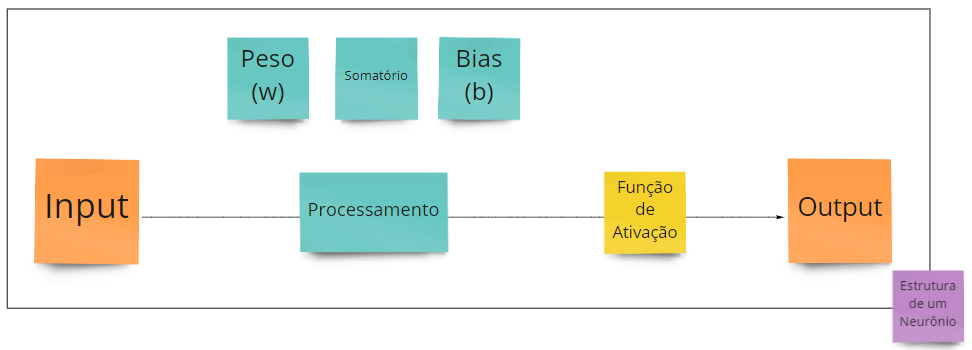 Peso
(w)
Somatório
Bias
(b)
Input
Processamento
Função
de
Ativação
Output
Estrutura
de um
Neurônio